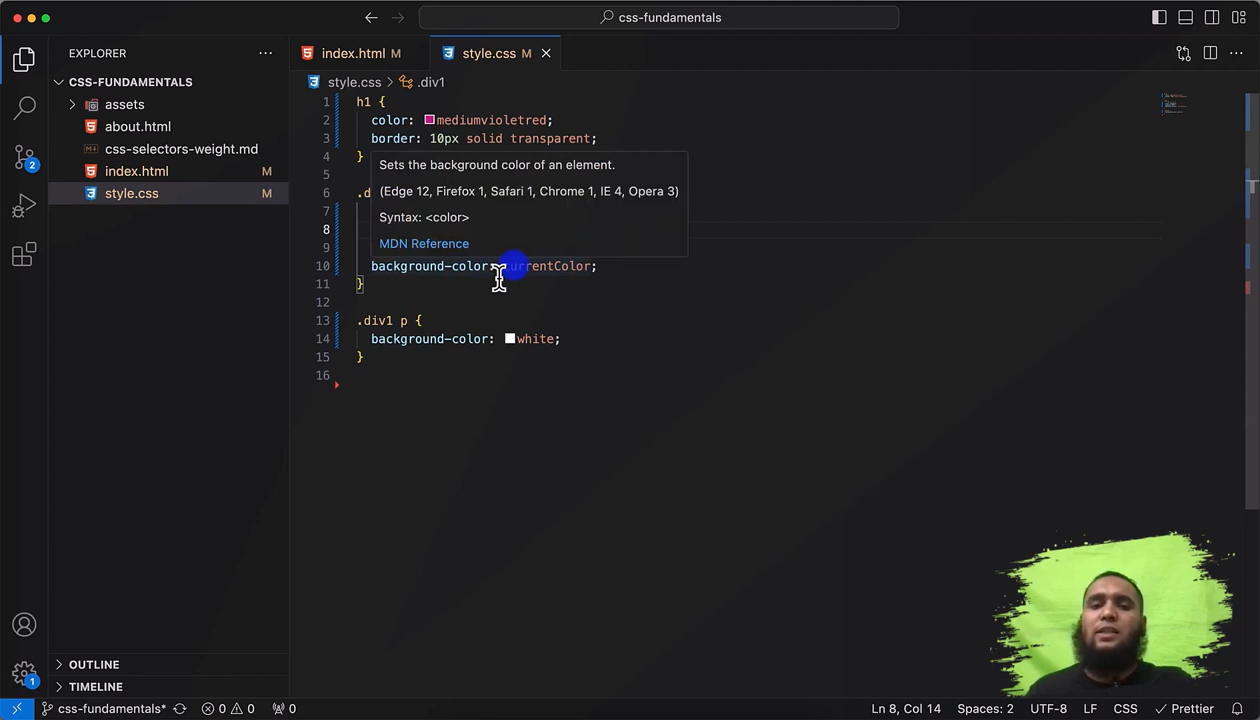 css-fundamentals
EXPLORER
CSS-FUNDAMENTALS
assets
about.html
css-selectors-weight.md
index.html M
style.css M
index.html M
style.css M
style.css > .div1
1 h1 {
2 color: mediumvioletred;
3 border: 10px solid transparent;
4 }
5
6 .d
7
8
9
Sets the background color of an element.
(Edge 12, Firefox 1, Safari 1, Chrome 1, IE 4, Opera 3)
Syntax: <color>
MDN Reference
10 background-color: currentColor;
11 }
12
13 .div1 p {
14 background-color: white;
15 }
16
OUTLINE
TIMELINE
2
1
css-fundamentals* 0 0 0
Ln 8, Col 14 Spaces: 2 UTF-8 LF CSS Prettier